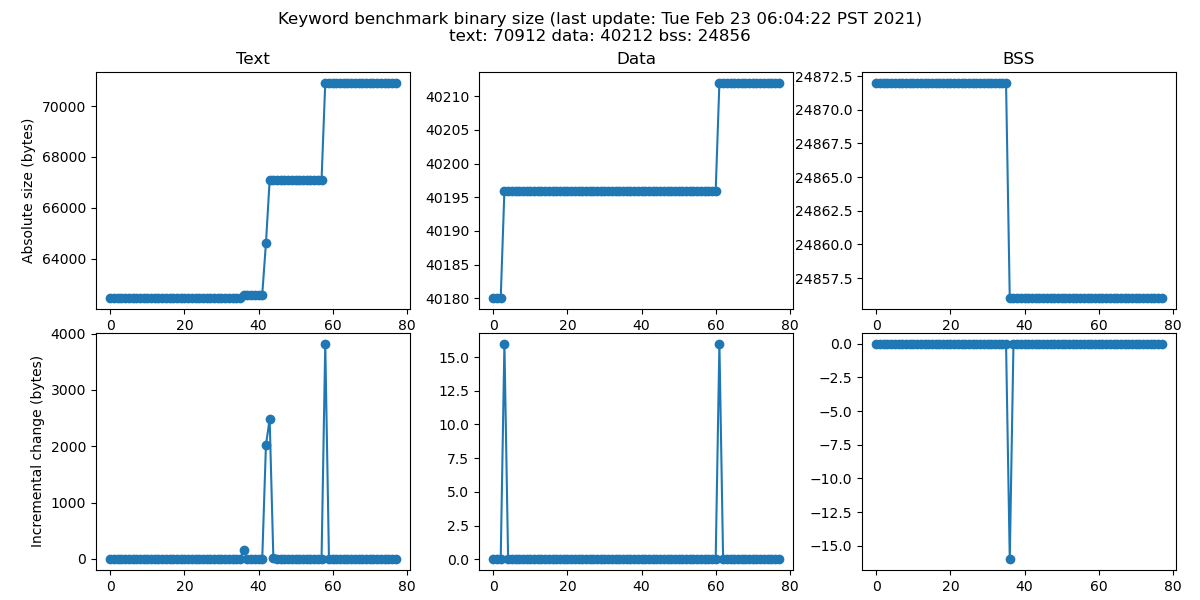 Keyword benchmark binary size (last update: Tue Feb 23 06:04:22 PST 2021)
text: 70912 data: 40212 bss: 24856
Text
Absolute size (bytes)
70000
68000
66000
64000
0 20 40 60 80
Data
40210
40205
40200
40195
40190
40185
40180
0 20 40 60 80
BSS
24872.5
24870.0
24867.5
24865.0
24862.5
24860.0
24857.5
0 20 40 60 80
Incremental change (bytes)
4000
3000
2000
1000
0
0 20 40 60 80
15.0
12.5
10.0
7.5
5.0
2.5
0.0
0 20 40 60 80
0.0
−2.5
−5.0
−7.5
−10.0
−12.5
−15.0
0 20 40 60 80